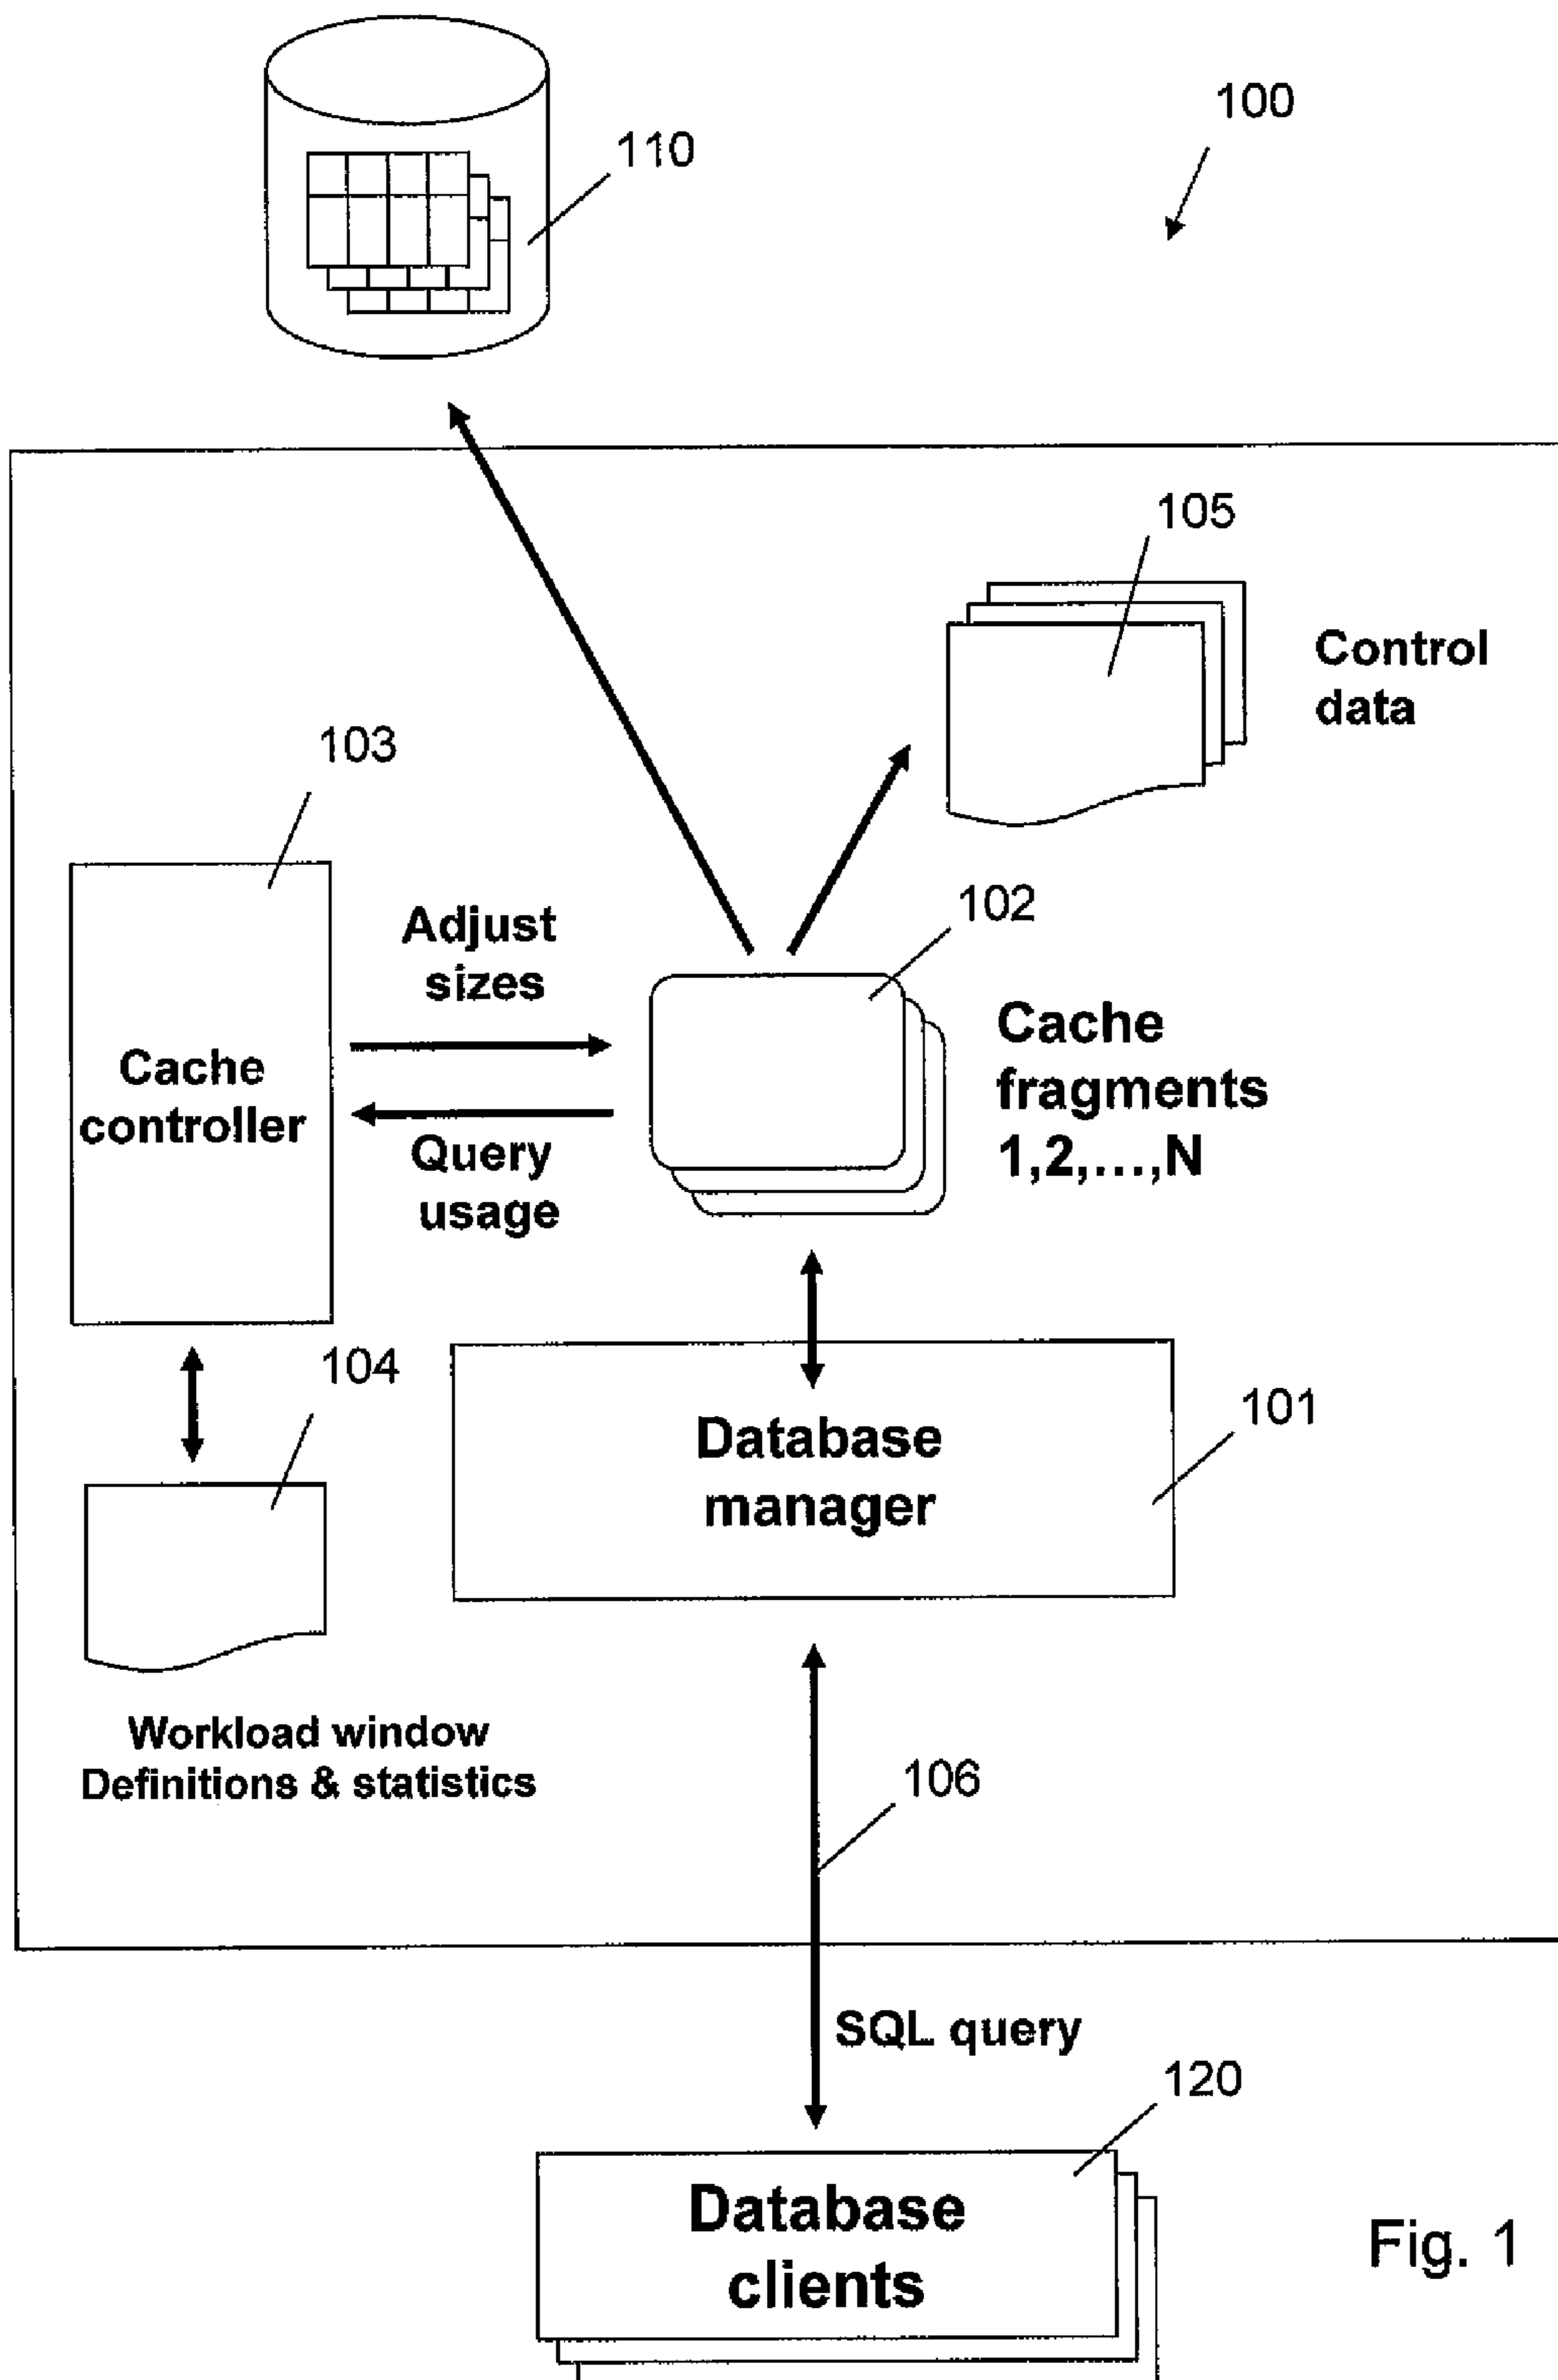 100
110
105
Control
data
103
102
Adjust
sizes
Cache
fragments
1,2,...,N
Cache
controller
Query
usage
104
101
Database
manager
Workload window
Definitions & statistics
106
SQL query
120
Database
clients
Fig. 1